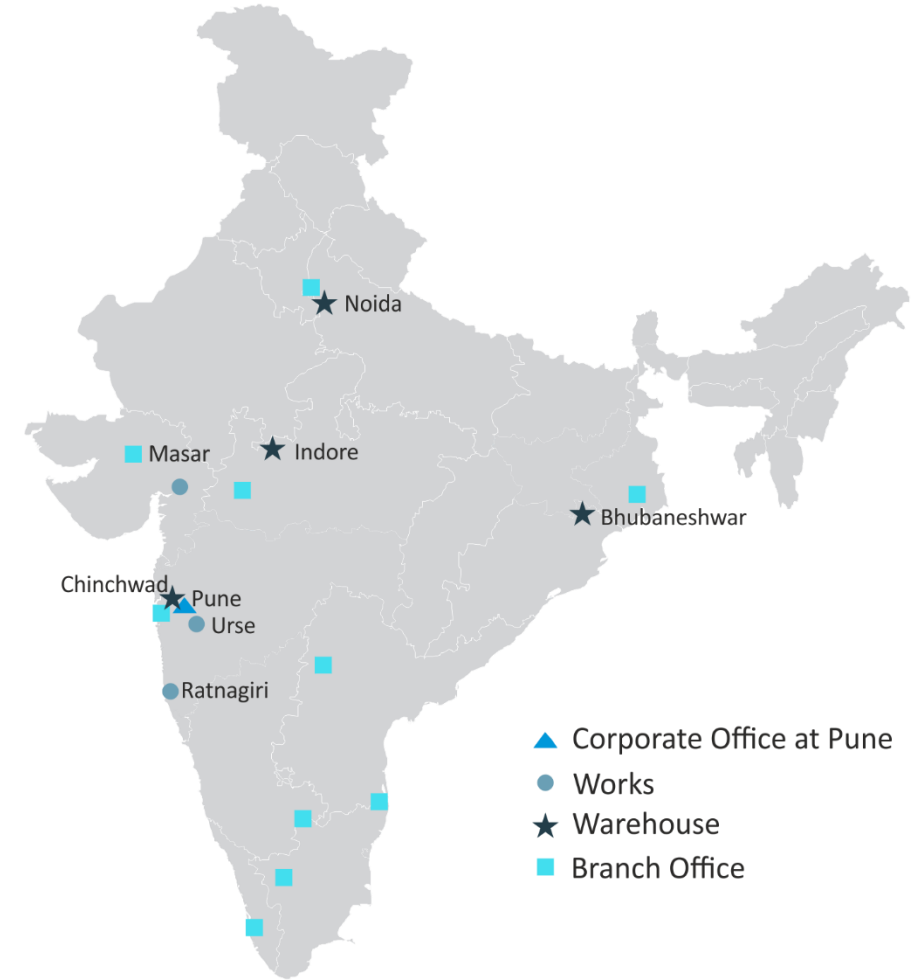 Noida
Masar
Indore
Bhubaneshwar
Chinchwad
Pune
Urse
Ratnagiri
Corporate Office at Pune
Works
Warehouse
Branch Office